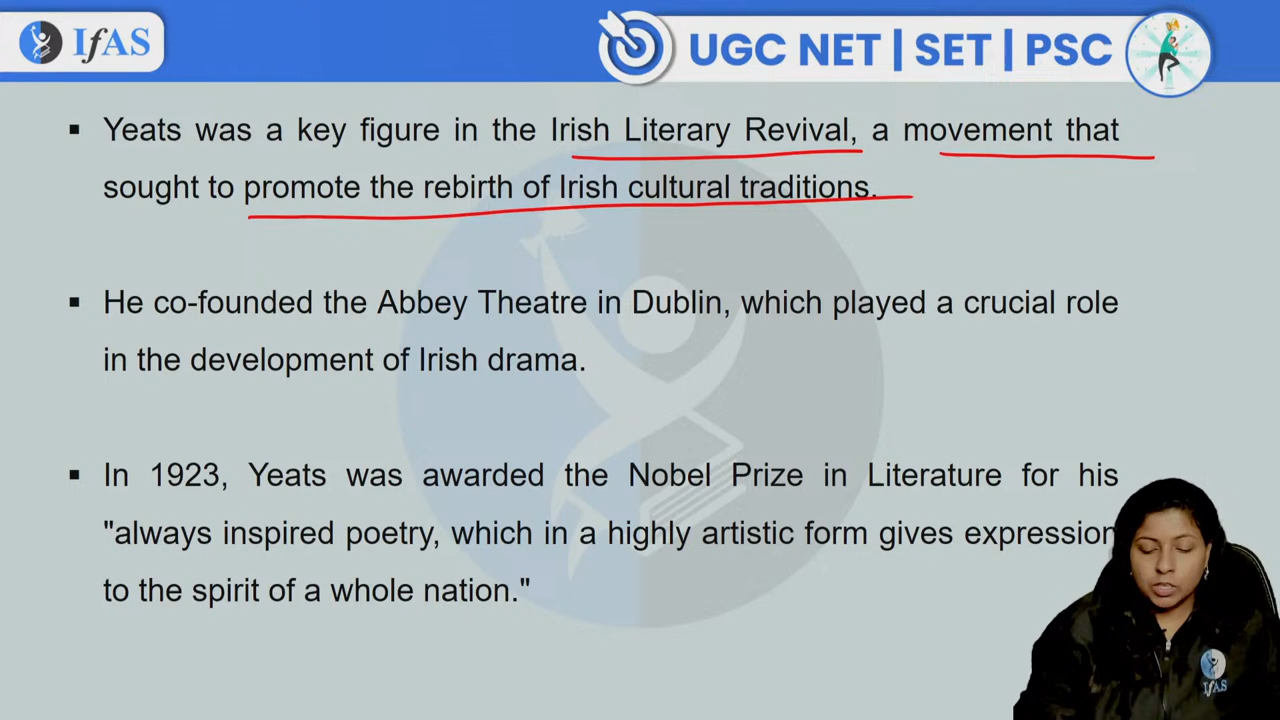 IfAS
UGC NET | SET | PSC
▪ Yeats was a key figure in the Irish Literary Revival, a movement that
sought to promote the rebirth of Irish cultural traditions.
▪ He co-founded the Abbey Theatre in Dublin, which played a crucial role
in the development of Irish drama.
▪ In 1923, Yeats was awarded the Nobel Prize in Literature for his
"always inspired poetry, which in a highly artistic form gives expression
to the spirit of a whole nation."
IfAS